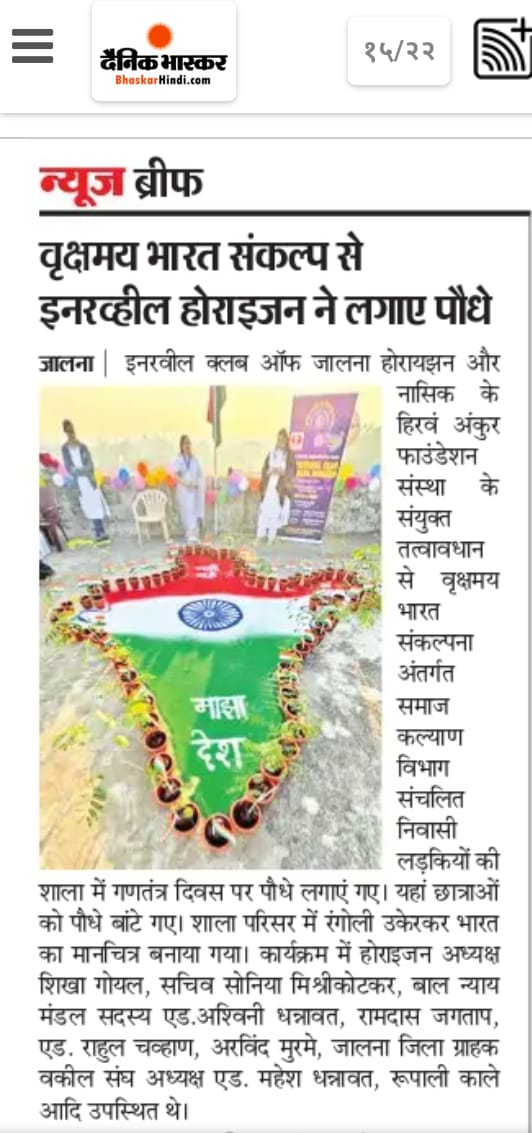 दैनिक भास्कर
BhaskarHindi.com
१५/२२
न्यूज ब्रीफ
वृक्षमय भारत संकल्प से
इनरव्हील होराइजन ने लगाए पौधे
जालना | इनरवील क्लब ऑफ जालना होरायझन और
नासिक के
हिरवं अंकुर
फाउंडेशन
संस्था के
संयुक्त
तत्वावधान
से वृक्षमय
भारत
संकल्पना
अंतर्गत
समाज
कल्याण
विभाग
संचलित
निवासी
लड़कियों की
माझा
देश
शाला में गणतंत्र दिवस पर पौधे लगाएं गए। यहां छात्राओं
को पौधे बांटे गए। शाला परिसर में रंगोली उकेरकर भारत
का मानचित्र बनाया गया। कार्यक्रम में होराइजन अध्यक्ष
शिखा गोयल, सचिव सोनिया मिश्रीकोटकर, बाल न्याय
मंडल सदस्य एड.अश्विनी धन्नावत, रामदास जगताप,
एड. राहुल चव्हाण, अरविंद मुरमे, जालना जिला ग्राहक
वकील संघ अध्यक्ष एड. महेश धन्नावत, रूपाली काले
आदि उपस्थित थे।